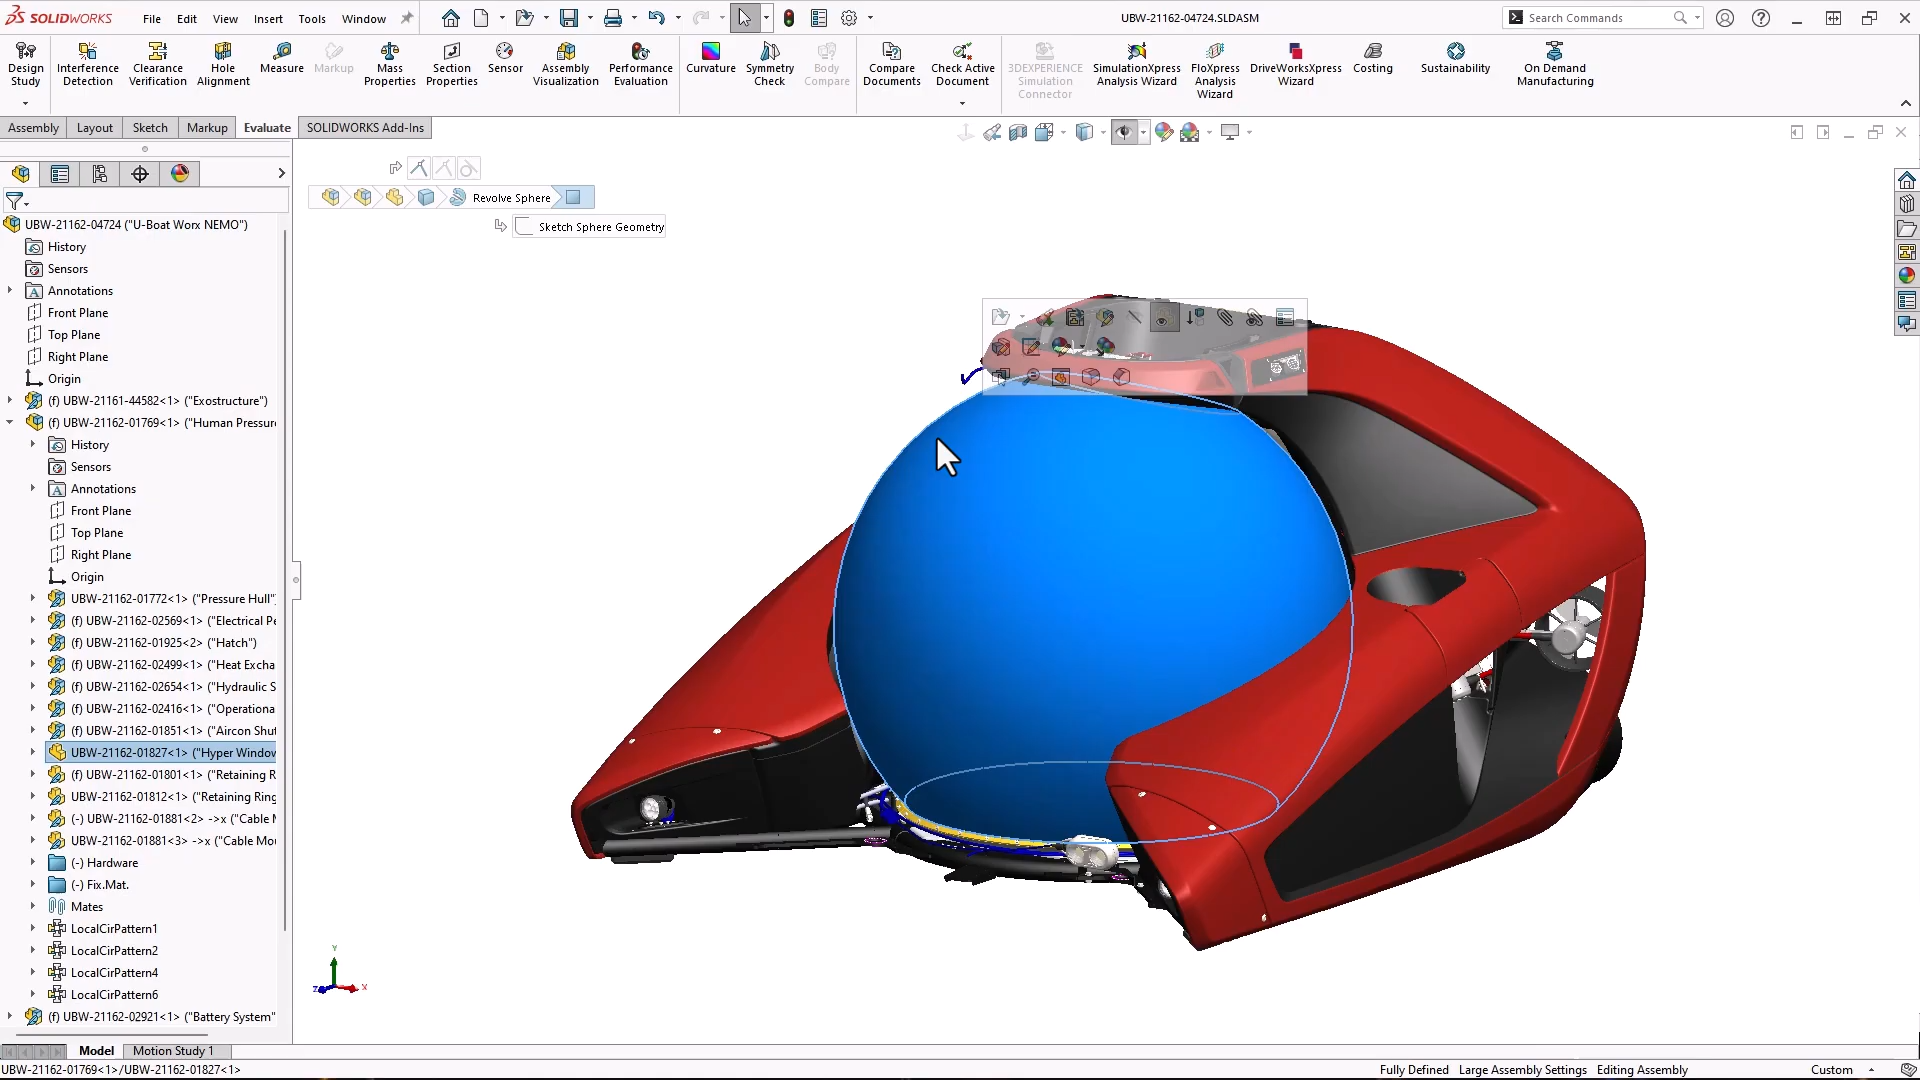 SOLIDWORKS
File Edit View Insert Tools Window
UBW-21162-04724.SLDASM
Search Commands
Design Study
Interference Detection
Clearance Verification
Hole Alignment
Measure
Markup
Mass Properties
Section Properties
Sensor
Assembly Visualization
Performance Evaluation
Curvature
Symmetry Check
Body Compare
Compare Documents
Check Active Document
3DEXPERIENCE Simulation Connector
SimulationXpress Analysis Wizard
FloXpress Analysis Wizard
DriveWorksXpress Wizard
Costing
Sustainability
On Demand Manufacturing
Assembly Layout Sketch Markup Evaluate SOLIDWORKS Add-Ins
Revolve Sphere
Sketch Sphere Geometry
UBW-21162-04724 ("U-Boat Worx NEMO")
History
Sensors
Annotations
Front Plane
Top Plane
Right Plane
Origin
(f) UBW-21161-44582<1> ("Exostructure")
(f) UBW-21162-01769<1> ("Human Pressure
History
Sensors
Annotations
Front Plane
Top Plane
Right Plane
Origin
UBW-21162-01772<1> ("Pressure Hull"
(f) UBW-21162-02569<1> ("Electrical Pe
(f) UBW-21162-01925<2> ("Hatch")
(f) UBW-21162-02499<1> ("Heat Excha
(f) UBW-21162-02654<1> ("Hydraulic S
(f) UBW-21162-02416<1> ("Operationa
(f) UBW-21162-01851<1> ("Aircon Shut
UBW-21162-01827<1> ("Hyper Window
(f) UBW-21162-01801<1> ("Retaining R
UBW-21162-01812<1> ("Retaining Ring
(-) UBW-21162-01881<2> ->x ("Cable M
UBW-21162-01881<3> ->x ("Cable Mou
(-) Hardware
(-) Fix.Mat.
Mates
LocalCirPattern1
LocalCirPattern2
LocalCirPattern4
LocalCirPattern6
(f) UBW-21162-02921<1> ("Battery System"
Y
Z
X
Model Motion Study 1
UBW-21162-01769<1>/UBW-21162-01827<1>
Fully Defined Large Assembly Settings Editing Assembly Custom